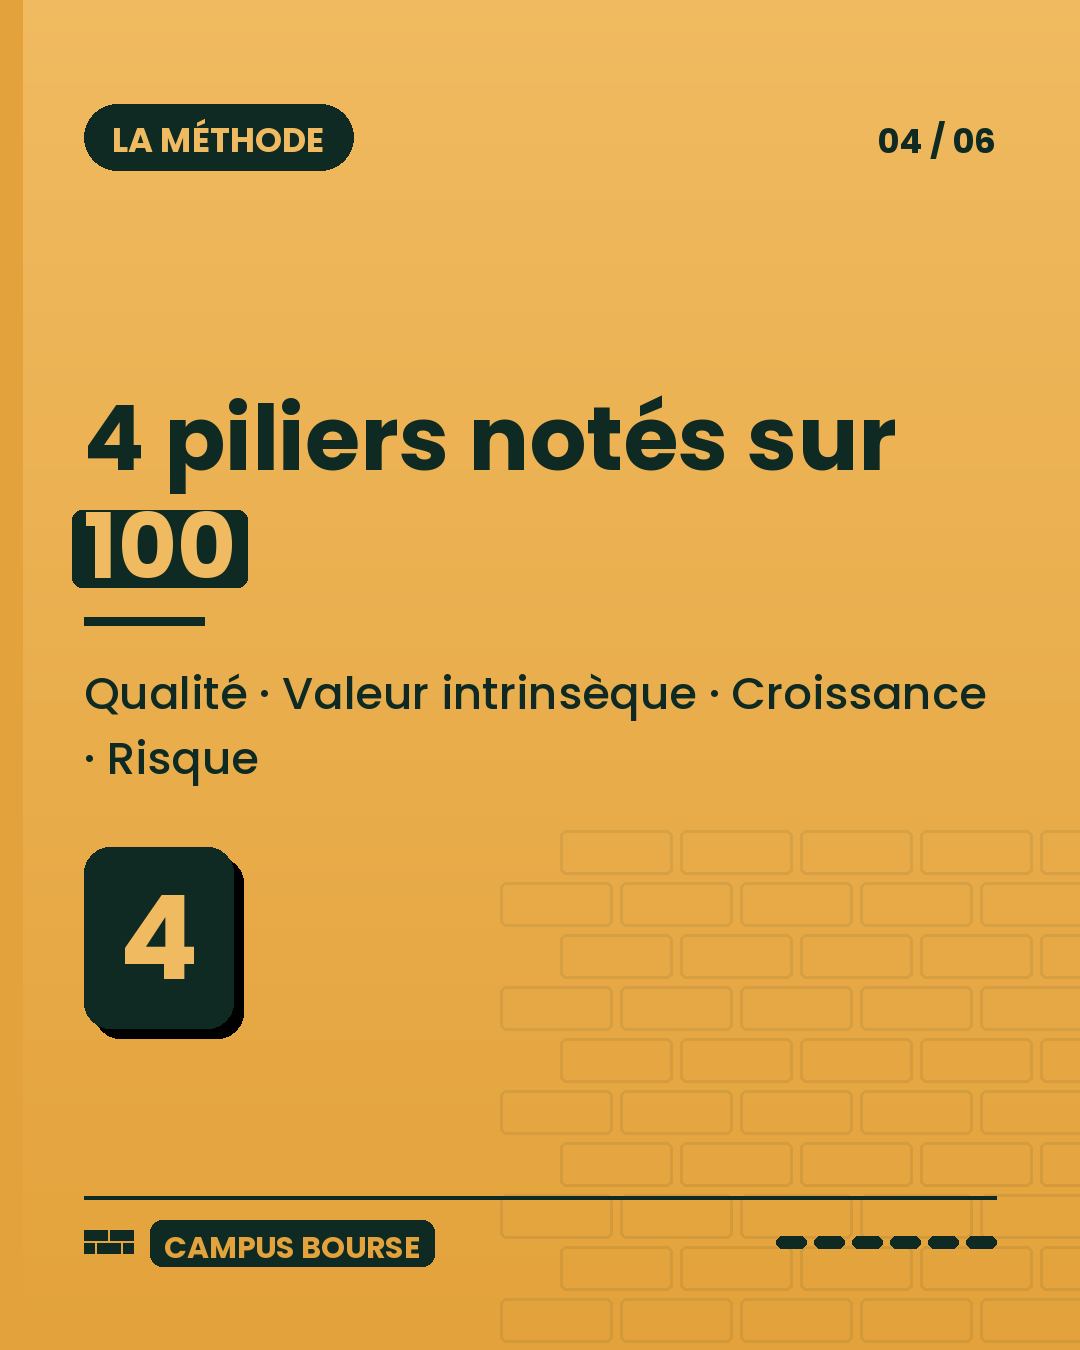 LA MÉTHODE
04 / 06
4 piliers notés sur
100
Qualité · Valeur intrinsèque · Croissance
· Risque
4
CAMPUS BOURSE